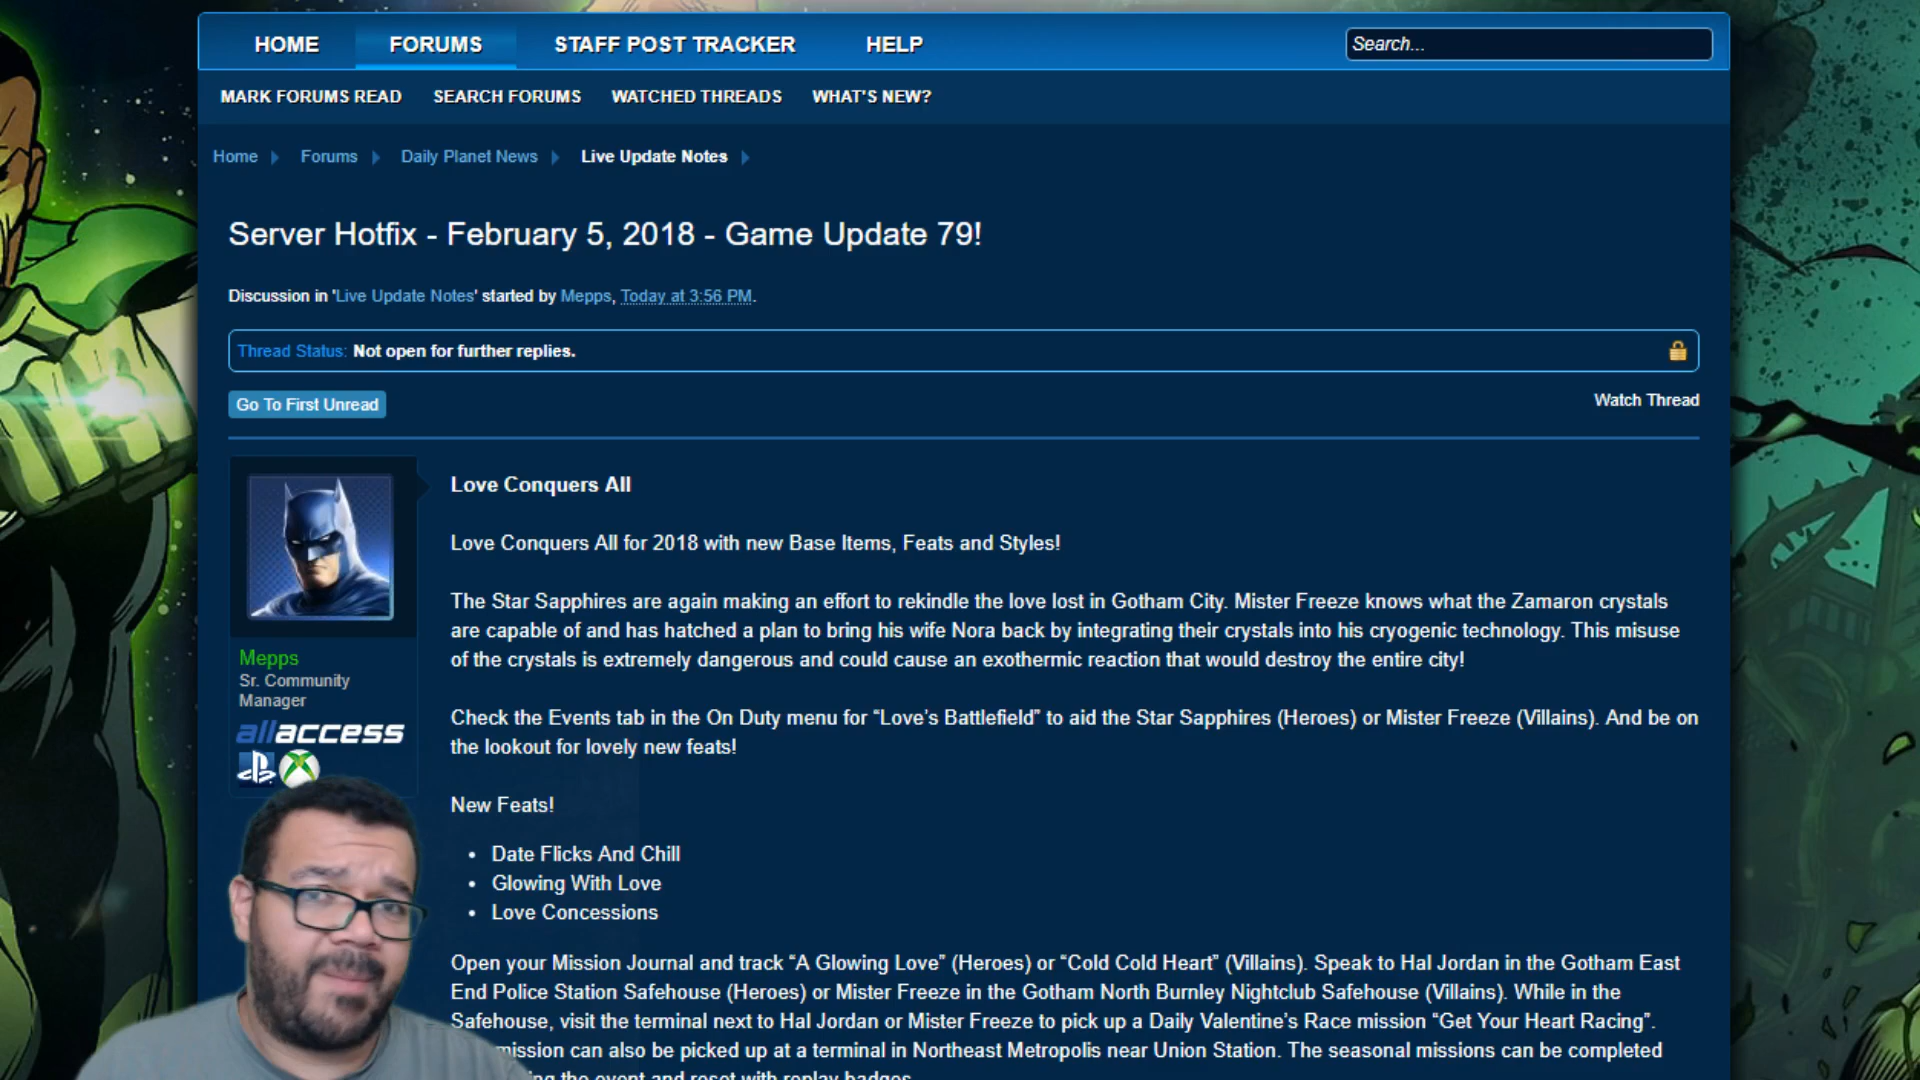 HOME FORUMS STAFF POST TRACKER HELP Search...
MARK FORUMS READ SEARCH FORUMS WATCHED THREADS WHAT'S NEW?
Home Forums Daily Planet News Live Update Notes
Server Hotfix - February 5, 2018 - Game Update 79!
Discussion in 'Live Update Notes' started by Mepps, Today at 3:56 PM.
Thread Status: Not open for further replies.
Go To First Unread
Watch Thread
Mepps
Sr. Community
Manager
allaccess
Love Conquers All
Love Conquers All for 2018 with new Base Items, Feats and Styles!
The Star Sapphires are again making an effort to rekindle the love lost in Gotham City. Mister Freeze knows what the Zamaron crystals
are capable of and has hatched a plan to bring his wife Nora back by integrating their crystals into his cryogenic technology. This misuse
of the crystals is extremely dangerous and could cause an exothermic reaction that would destroy the entire city!
Check the Events tab in the On Duty menu for “Love’s Battlefield” to aid the Star Sapphires (Heroes) or Mister Freeze (Villains). And be on
the lookout for lovely new feats!
New Feats!
• Date Flicks And Chill
• Glowing With Love
• Love Concessions
Open your Mission Journal and track “A Glowing Love” (Heroes) or “Cold Cold Heart” (Villains). Speak to Hal Jordan in the Gotham East
End Police Station Safehouse (Heroes) or Mister Freeze in the Gotham North Burnley Nightclub Safehouse (Villains). While in the
Safehouse, visit the terminal next to Hal Jordan or Mister Freeze to pick up a Daily Valentine’s Race mission “Get Your Heart Racing”.
mission can also be picked up at a terminal in Northeast Metropolis near Union Station. The seasonal missions can be completed
the event and reset with replay badges.